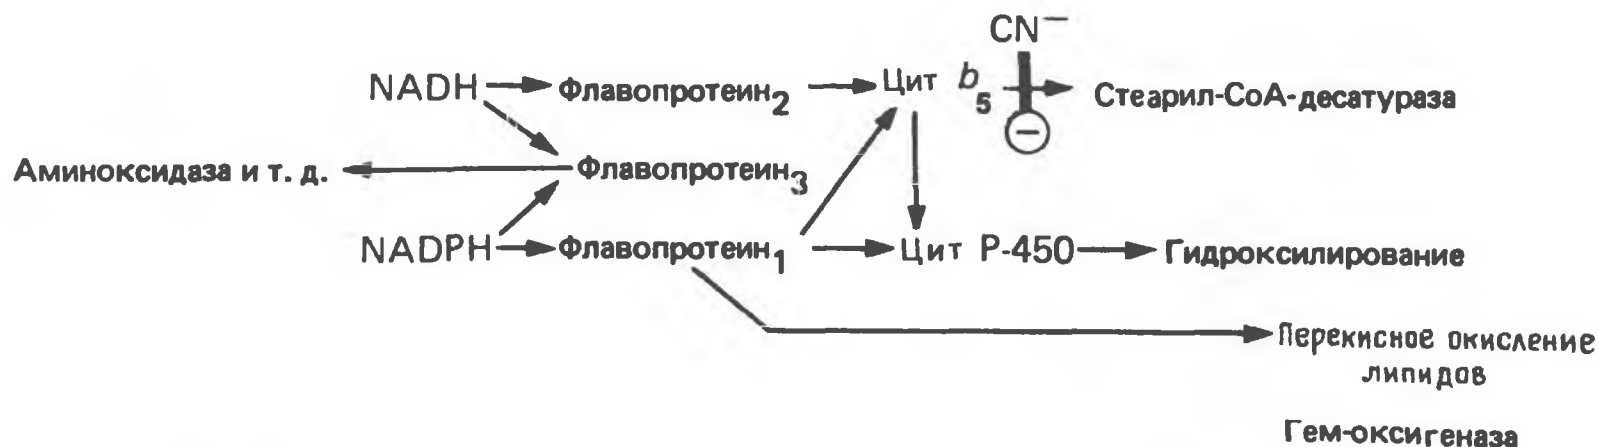 CN⁻
NADH Флавопротеин₂ Цит b₅ Стеарил-СоА-десатураза
⊖
Аминоксидаза и т. д. Флавопротеин₃
NADPH Флавопротеин₁ Цит P-450 Гидроксилирование
Перекисное окисление
липидов
Гем-оксигеназа